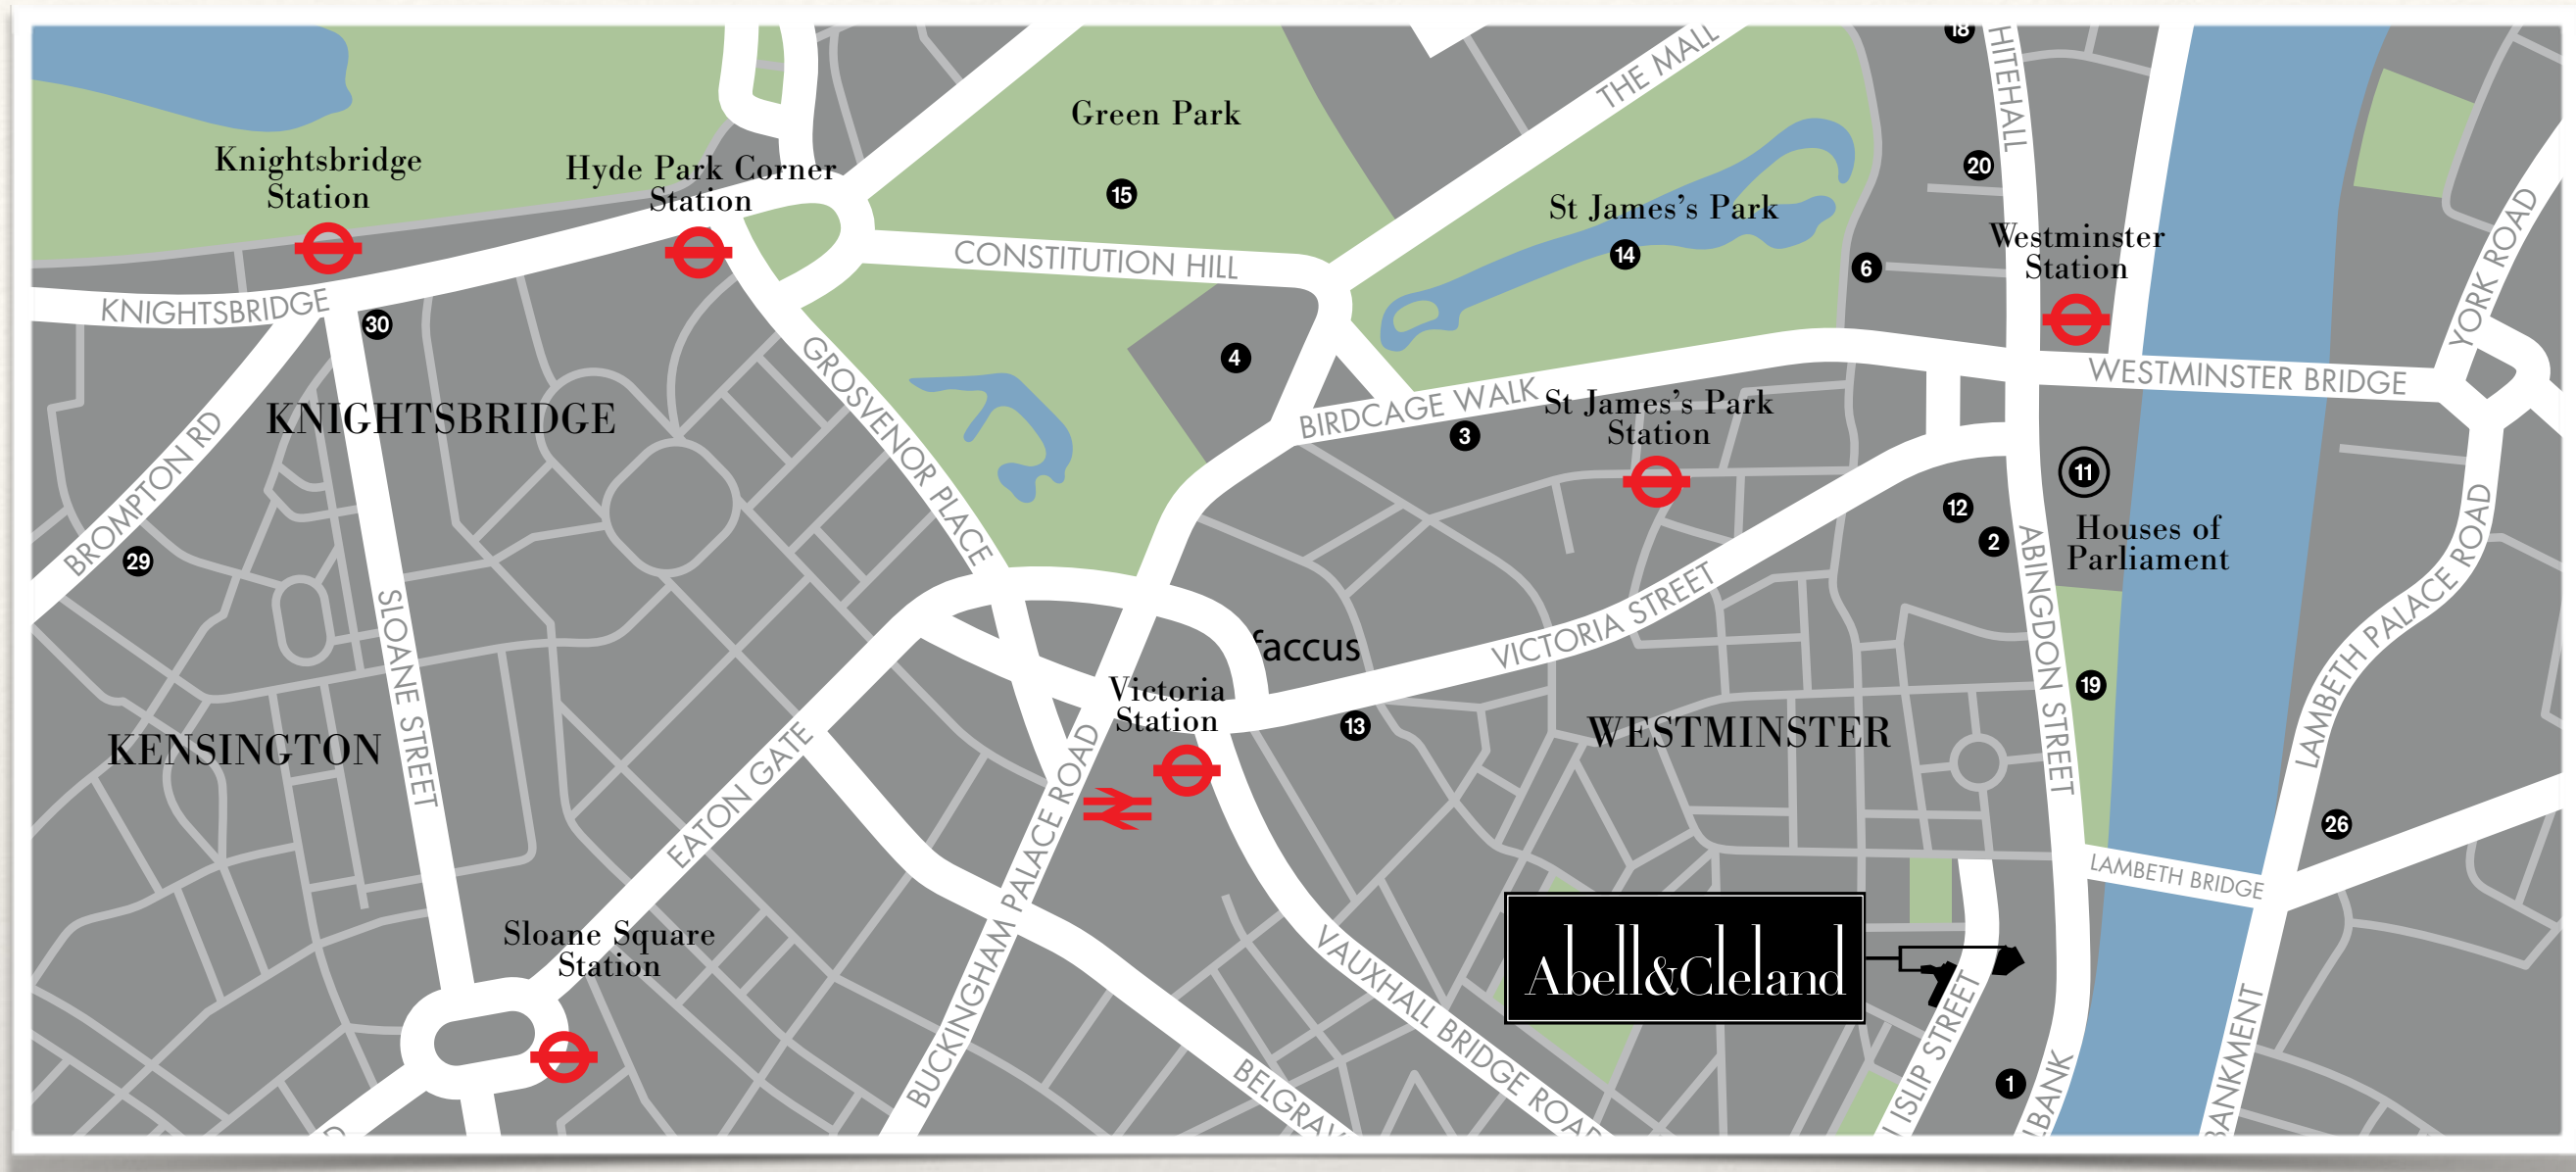 18
HITEHALL
THE MALL
Green Park
Knightsbridge
Station
Hyde Park Corner
Station
20
15
St James's Park
14
Westminster
Station
YORK ROAD
CONSTITUTION HILL
6
KNIGHTSBRIDGE
30
4
GROSVENOR PLACE
WESTMINSTER BRIDGE
BIRDCAGE WALK
St James's Park
Station
3
KNIGHTSBRIDGE
BROMPTON RD
11
12
2
Houses of
Parliament
29
ABINGDON STREET
LAMBETH PALACE ROAD
SLOANE STREET
faccus
VICTORIA STREET
Victoria
Station
19
13
WESTMINSTER
KENSINGTON
EATON GATE
BUCKINGHAM PALACE ROAD
26
LAMBETH BRIDGE
Sloane Square
Station
Abell&Cleland
VAUXHALL BRIDGE ROAD
BELGRAV
ISLIP STREET
1
LBANK
BANKMENT
D